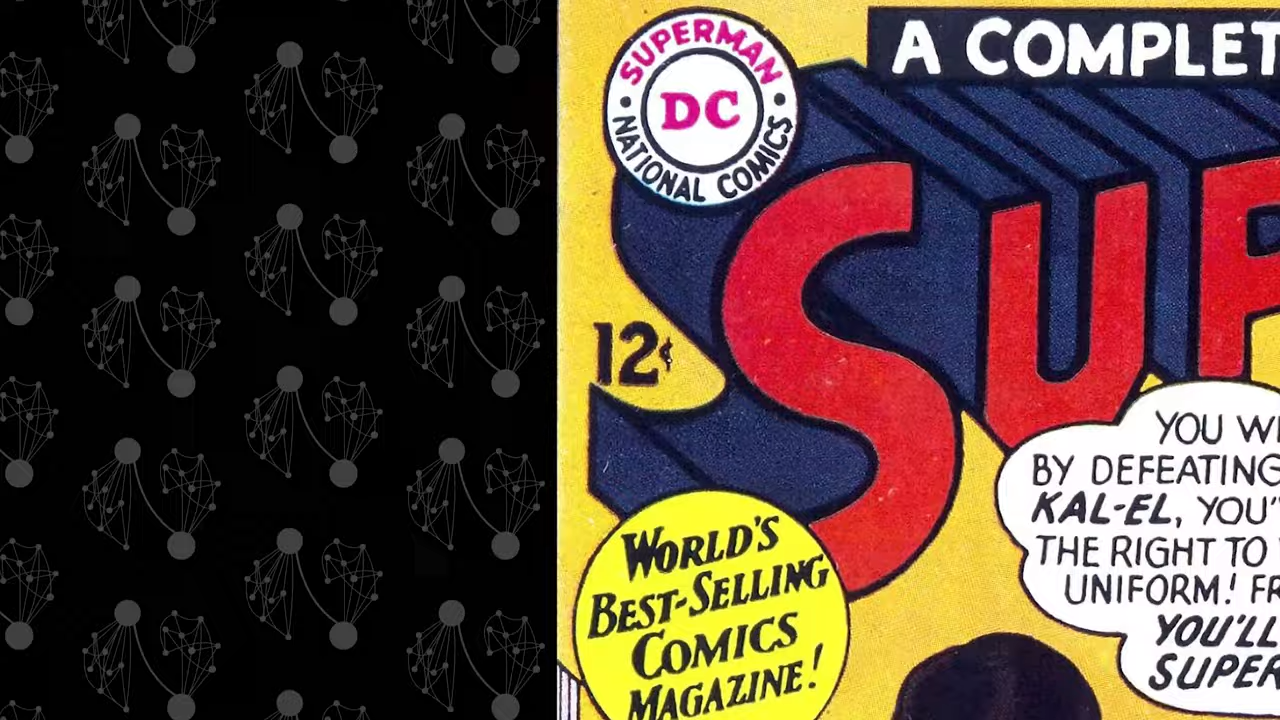 SUPERMAN
DC
NATIONAL COMICS
A COMPLET
SUP
12¢
YOU WI
BY DEFEATING
KAL-EL, YOU'
THE RIGHT TO
UNIFORM! FR
YOU'LL
SUPER
WORLD'S
BEST-SELLING
COMICS
MAGAZINE!